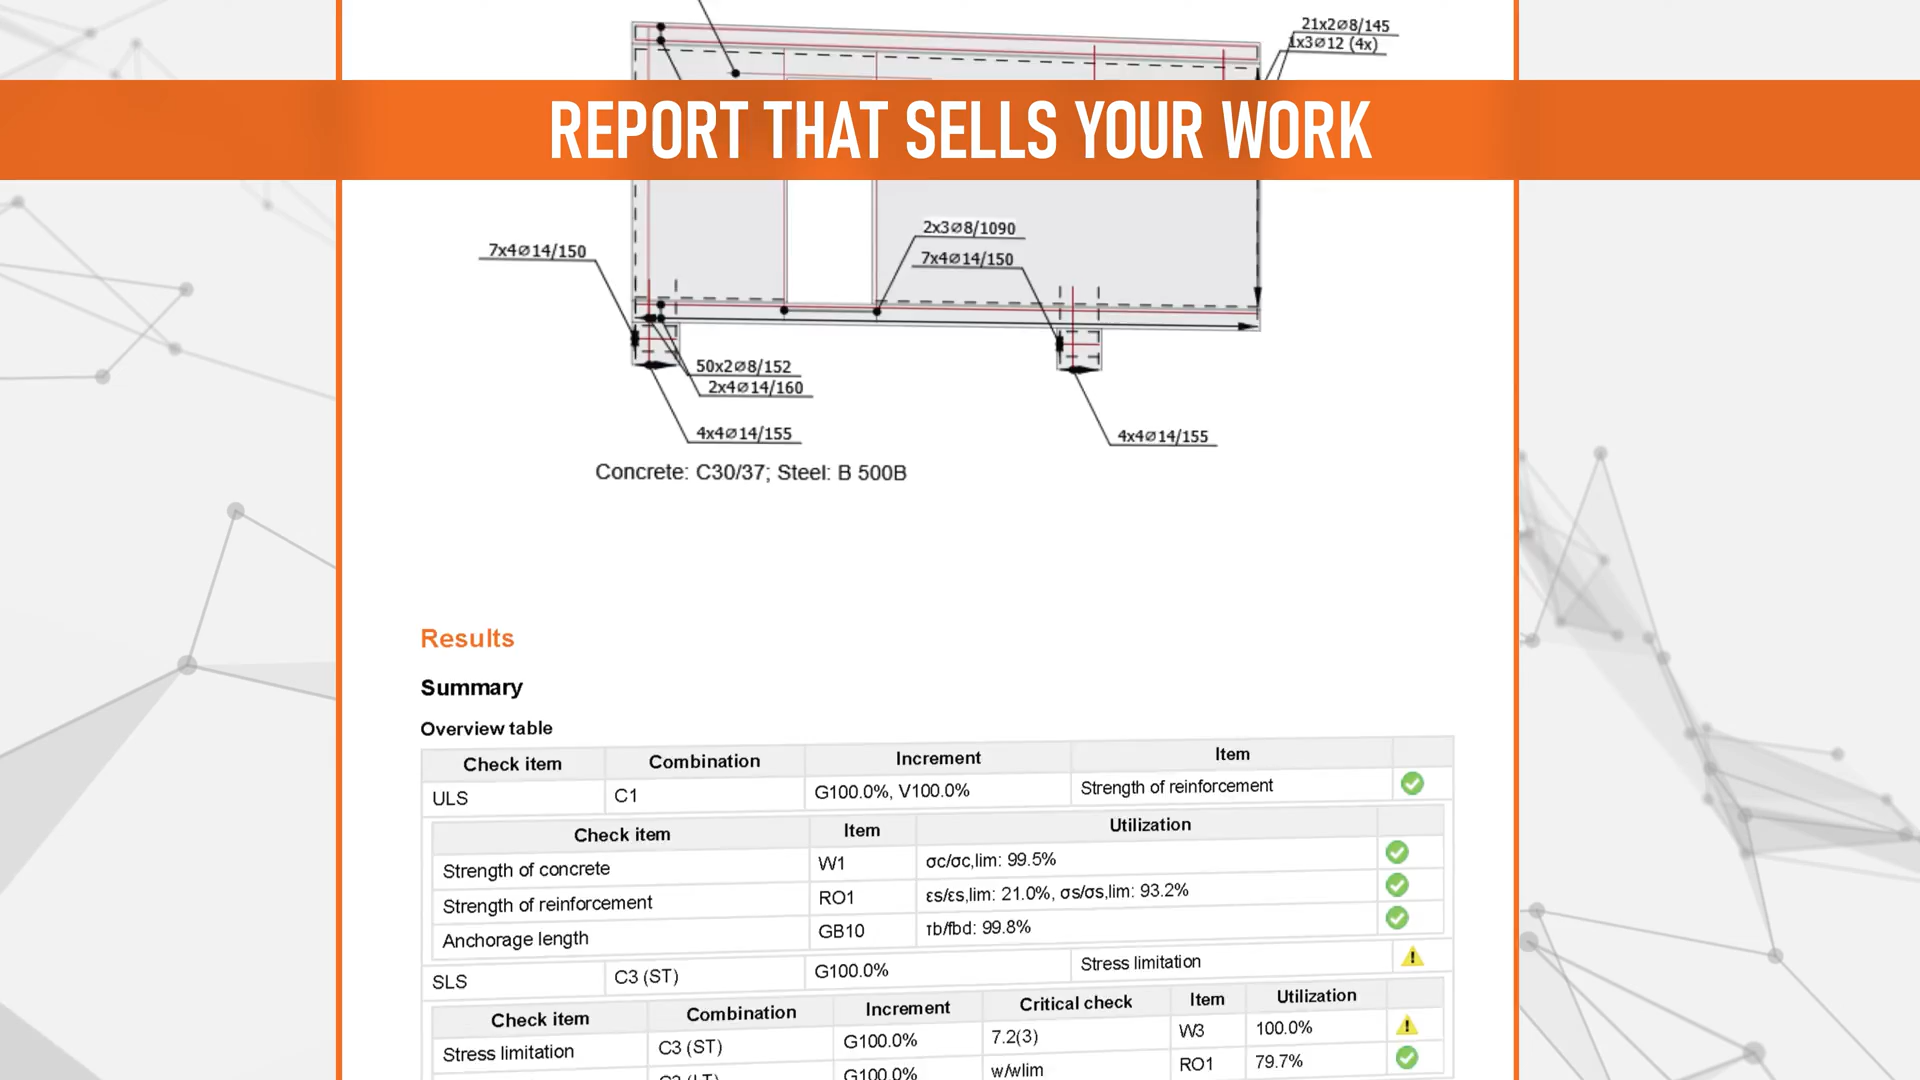 21x2⌀8/145
1x3⌀12 (4x)
REPORT THAT SELLS YOUR WORK
2x3⌀8/1090
7x4⌀14/150
7x4⌀14/150
50x2⌀8/152
2x4⌀14/160
4x4⌀14/155
4x4⌀14/155
Concrete: C30/37; Steel: B 500B
Results
Summary
Overview table
Check item Combination Increment Item
ULS C1 G100.0%, V100.0% Strength of reinforcement
Check item Item Utilization
Strength of concrete W1 σc/σc,lim: 99.5%
Strength of reinforcement RO1 εs/εs,lim: 21.0%, σs/σs,lim: 93.2%
Anchorage length GB10 τb/fbd: 99.8%
SLS C3 (ST) G100.0% Stress limitation
Check item Combination Increment Critical check Item Utilization
Stress limitation C3 (ST) G100.0% 7.2(3) W3 100.0%
G100.0% w/wlim RO1 79.7%